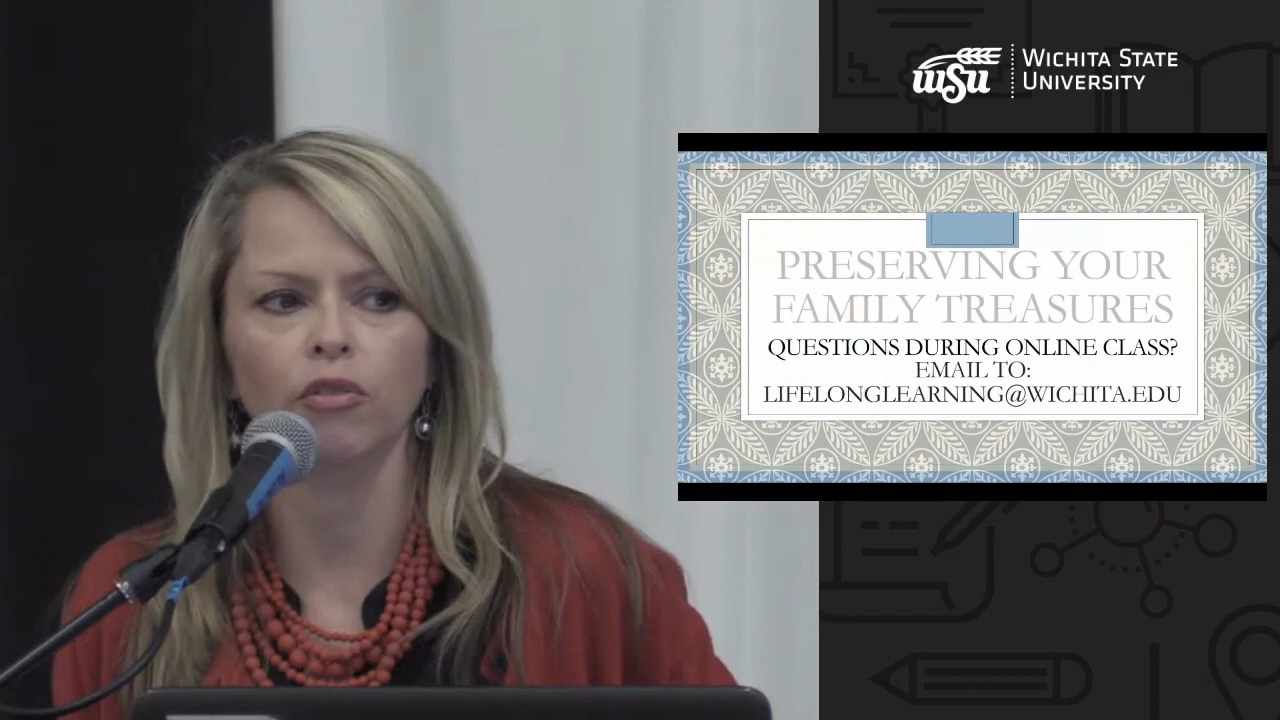 WSU
WICHITA STATE
UNIVERSITY
PRESERVING YOUR
FAMILY TREASURES
QUESTIONS DURING ONLINE CLASS?
EMAIL TO:
LIFELONGLEARNING@WICHITA.EDU